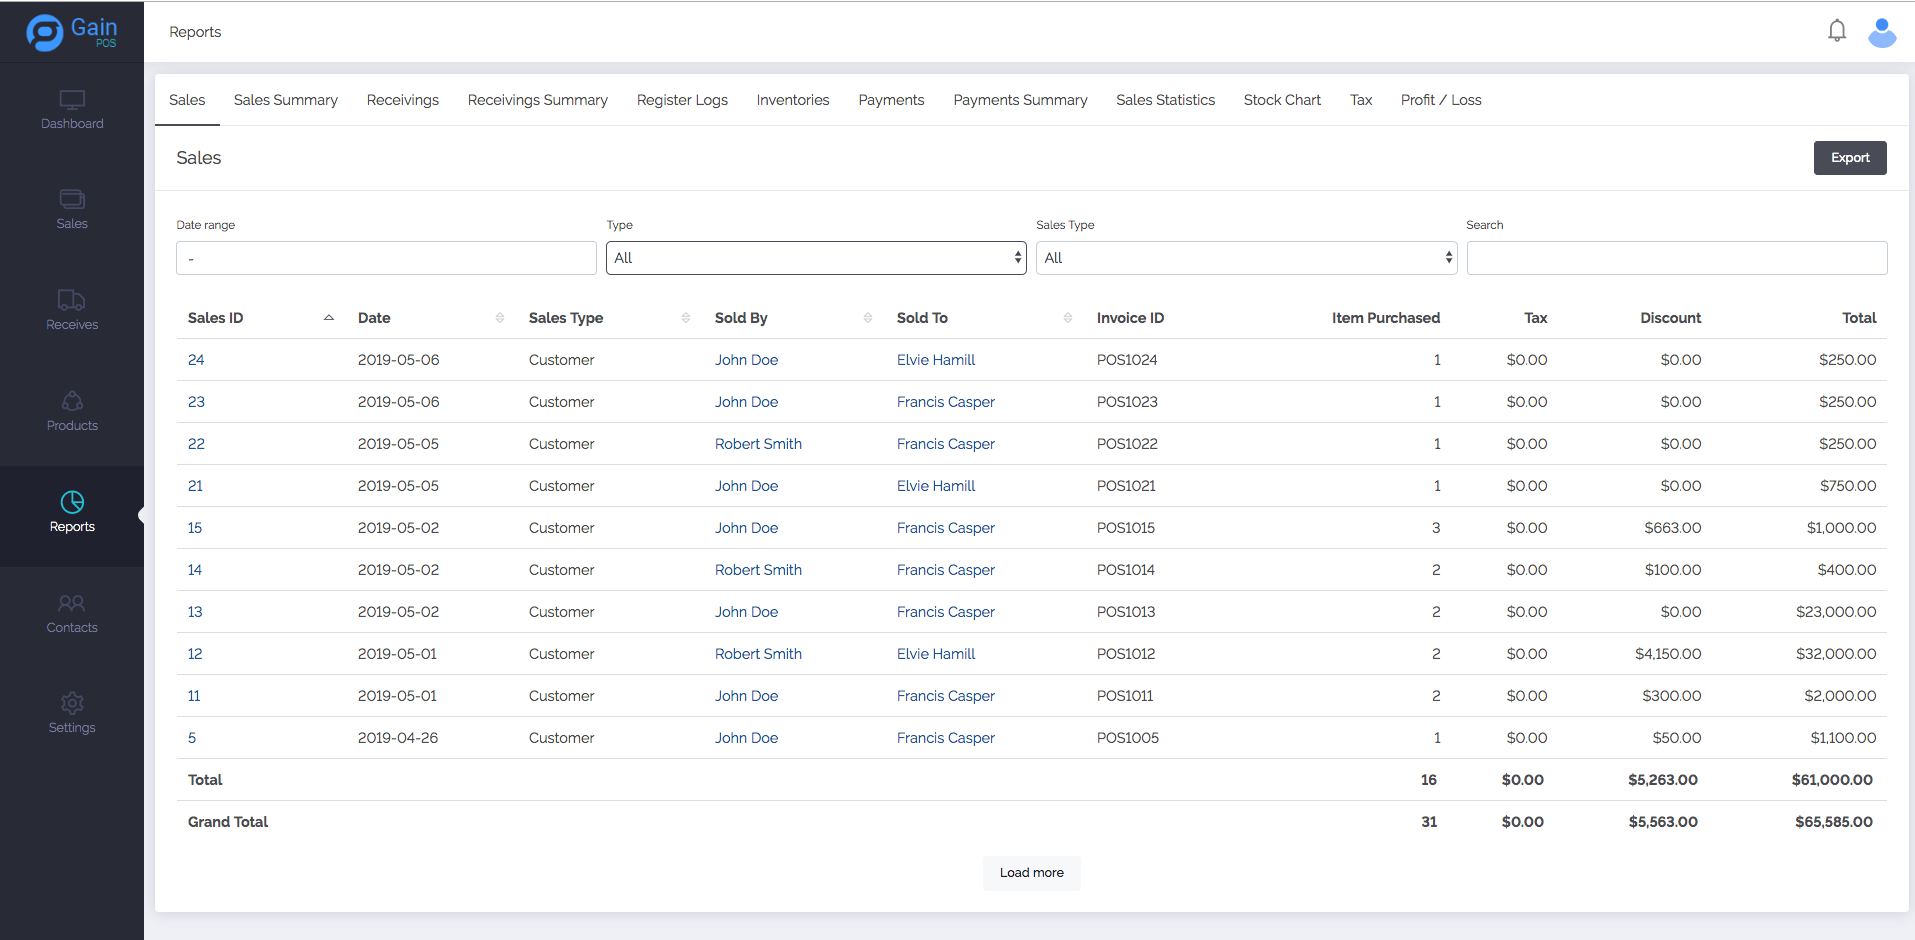 Gain
POS
Reports
Dashboard
Sales
Receives
Products
Reports
Contacts
Settings
Sales Sales Summary Receivings Receivings Summary Register Logs Inventories Payments Payments Summary Sales Statistics Stock Chart Tax Profit / Loss
Sales Export
Date range Type Sales Type Search
- All All
Sales ID Date Sales Type Sold By Sold To Invoice ID Item Purchased Tax Discount Total
24 2019-05-06 Customer John Doe Elvie Hamill POS1024 1 $0.00 $0.00 $250.00
23 2019-05-06 Customer John Doe Francis Casper POS1023 1 $0.00 $0.00 $250.00
22 2019-05-05 Customer Robert Smith Francis Casper POS1022 1 $0.00 $0.00 $250.00
21 2019-05-05 Customer John Doe Elvie Hamill POS1021 1 $0.00 $0.00 $750.00
15 2019-05-02 Customer John Doe Francis Casper POS1015 3 $0.00 $663.00 $1,000.00
14 2019-05-02 Customer Robert Smith Francis Casper POS1014 2 $0.00 $100.00 $400.00
13 2019-05-02 Customer John Doe Francis Casper POS1013 2 $0.00 $0.00 $23,000.00
12 2019-05-01 Customer Robert Smith Elvie Hamill POS1012 2 $0.00 $4,150.00 $32,000.00
11 2019-05-01 Customer John Doe Francis Casper POS1011 2 $0.00 $300.00 $2,000.00
5 2019-04-26 Customer John Doe Francis Casper POS1005 1 $0.00 $50.00 $1,100.00
Total 16 $0.00 $5,263.00 $61,000.00
Grand Total 31 $0.00 $5,563.00 $65,585.00
Load more